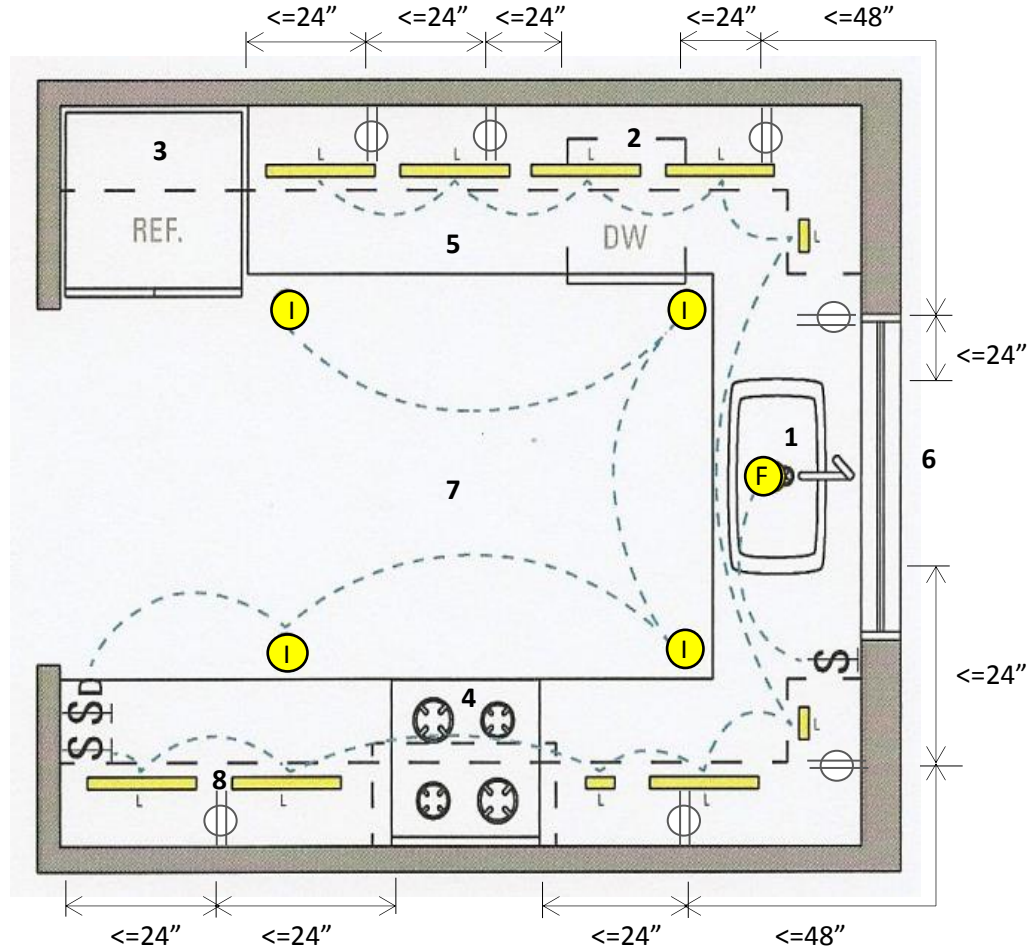 <=24” <=24” <=24” <=24” <=48”
3 2
L L L L
REF. 5 DW L
I I
<=24”
1
7 F 6
I I
S
<=24”
S S D 4
L
8
L L L L
<=24” <=24” <=24” <=48”